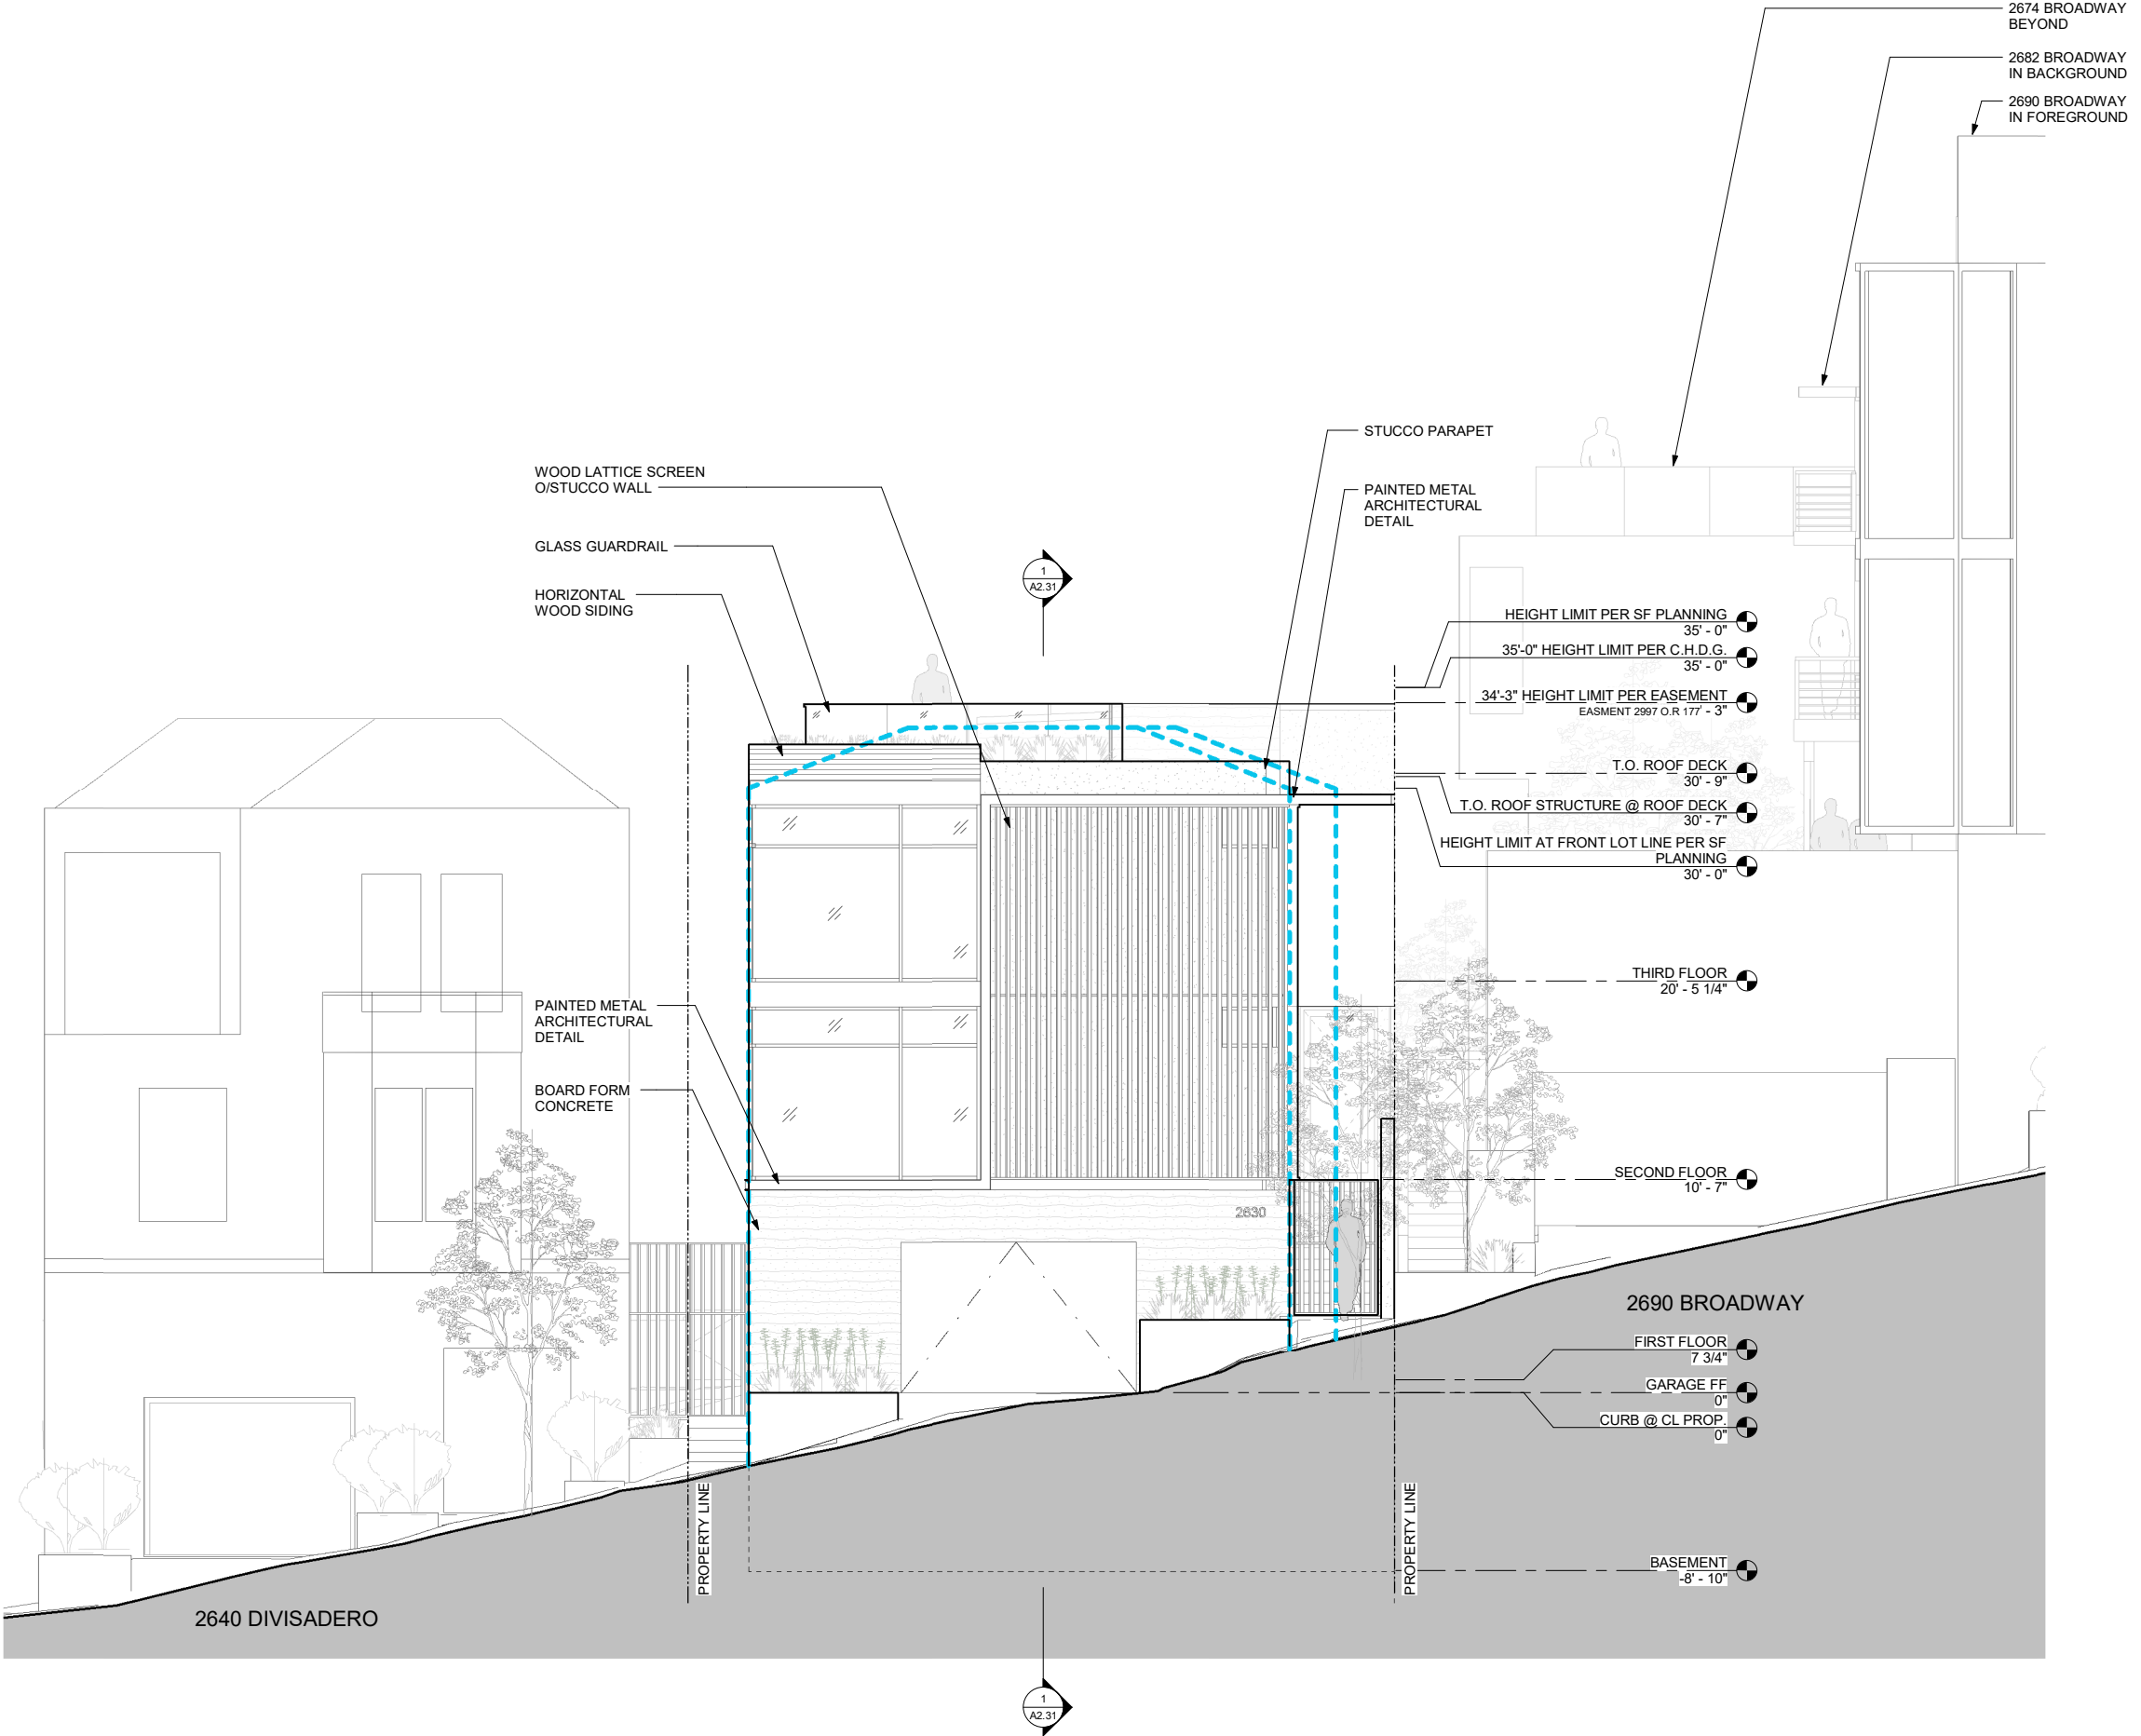 2674 BROADWAY
BEYOND
2682 BROADWAY
IN BACKGROUND
2690 BROADWAY
IN FOREGROUND
STUCCO PARAPET
WOOD LATTICE SCREEN
O/STUCCO WALL
PAINTED METAL
ARCHITECTURAL
DETAIL
GLASS GUARDRAIL
1
A2.31
HORIZONTAL
WOOD SIDING
HEIGHT LIMIT PER SF PLANNING
35' - 0"
35'-0" HEIGHT LIMIT PER C.H.D.G.
35' - 0"
34'-3" HEIGHT LIMIT PER EASEMENT
EASMENT 2997 O.R 177' - 3"
T.O. ROOF DECK
30' - 9"
T.O. ROOF STRUCTURE @ ROOF DECK
30' - 7"
HEIGHT LIMIT AT FRONT LOT LINE PER SF
PLANNING
30' - 0"
THIRD FLOOR
20' - 5 1/4"
PAINTED METAL
ARCHITECTURAL
DETAIL
BOARD FORM
CONCRETE
SECOND FLOOR
10' - 7"
2630
2690 BROADWAY
FIRST FLOOR
7 3/4"
GARAGE FF
0"
CURB @ CL PROP.
0"
PROPERTY LINE
PROPERTY LINE
BASEMENT
-8' - 10"
2640 DIVISADERO
1
A2.31